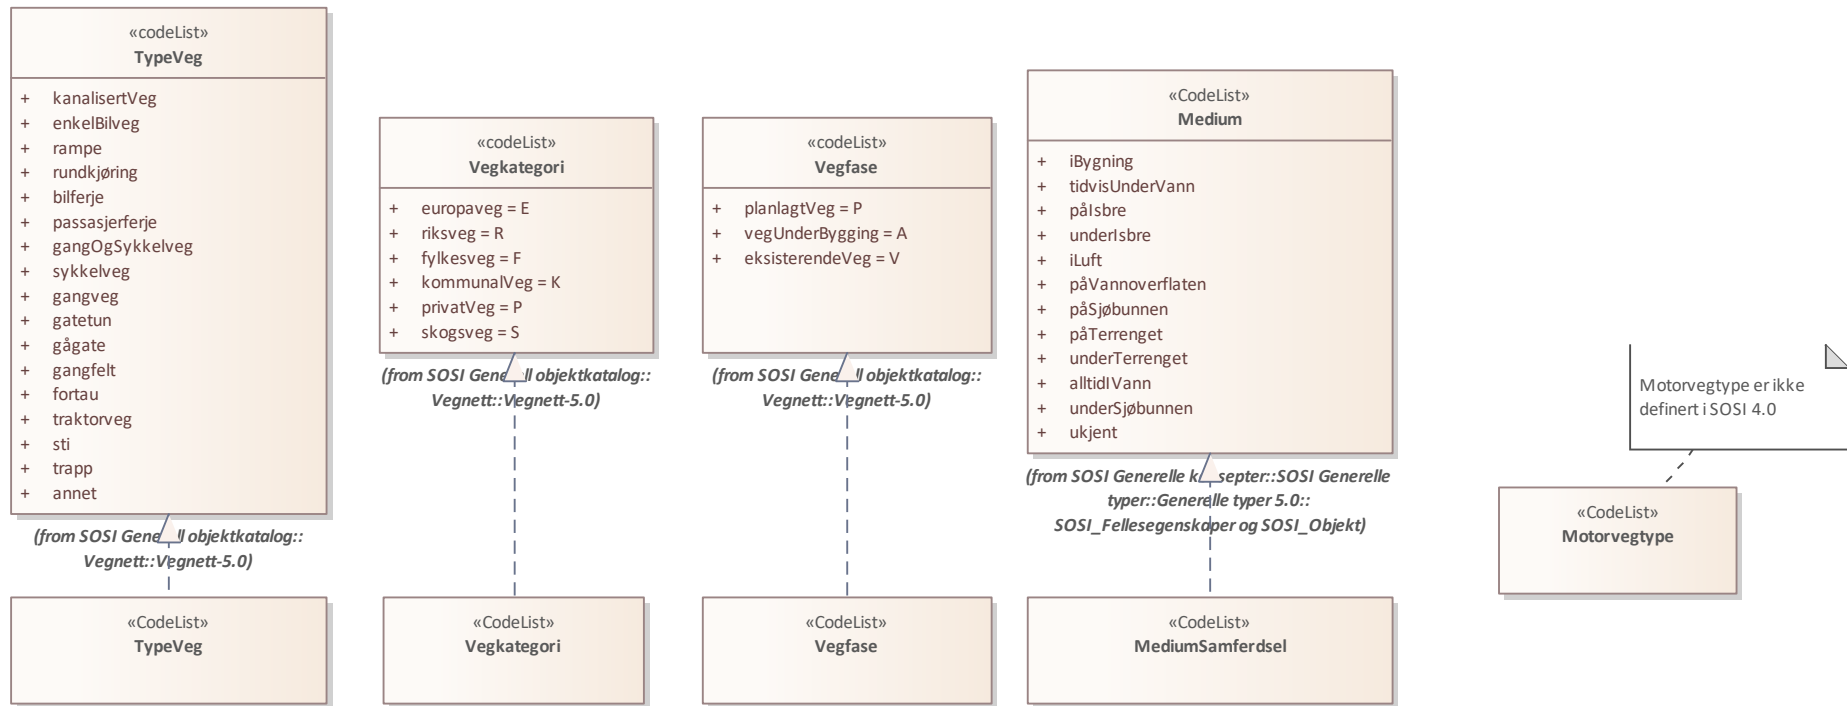 «codeList»
TypeVeg
+ kanalisertVeg
+ enkelBilveg
+ rampe
+ rundkjøring
+ bilferje
+ passasjerferje
+ gangOgSykkelveg
+ sykkelveg
+ gangveg
+ gatetun
+ gågate
+ gangfelt
+ fortau
+ traktorveg
+ sti
+ trapp
+ annet
(from SOSI Generell objektkatalog::
Vegnett::Vegnett-5.0)
«CodeList»
TypeVeg
«codeList»
Vegkategori
+ europaveg = E
+ riksveg = R
+ fylkesveg = F
+ kommunalVeg = K
+ privatVeg = P
+ skogsveg = S
(from SOSI Generell objektkatalog::
Vegnett::Vegnett-5.0)
«CodeList»
Vegkategori
«codeList»
Vegfase
+ planlagtVeg = P
+ vegUnderBygging = A
+ eksisterendeVeg = V
(from SOSI Generell objektkatalog::
Vegnett::Vegnett-5.0)
«CodeList»
Vegfase
«CodeList»
Medium
+ iBygning
+ tidvisUnderVann
+ påIsbre
+ underIsbre
+ iLuft
+ påVannoverflaten
+ påSjøbunnen
+ påTerrenget
+ underTerrenget
+ alltidIVann
+ underSjøbunnen
+ ukjent
(from SOSI Generelle konsepter::SOSI Generelle
typer::Generelle typer 5.0::
SOSI_Fellesegenskaper og SOSI_Objekt)
«CodeList»
MediumSamferdsel
Motorvegtype er ikke
definert i SOSI 4.0
«CodeList»
Motorvegtype